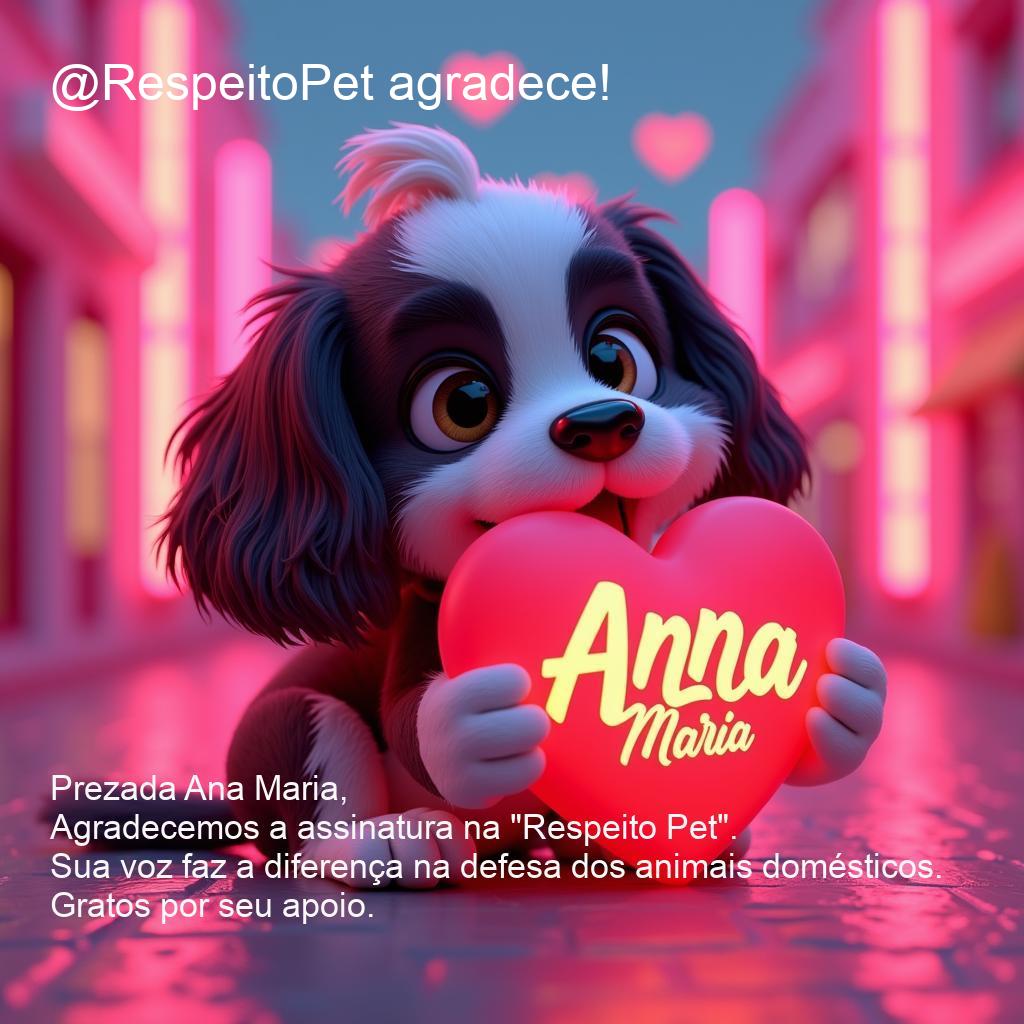 @RespeitoPet agradece!
Anna
Maria
Prezada Ana Maria,
Agradecemos a assinatura na "Respeito Pet".
Sua voz faz a diferença na defesa dos animais domésticos.
Gratos por seu apoio.